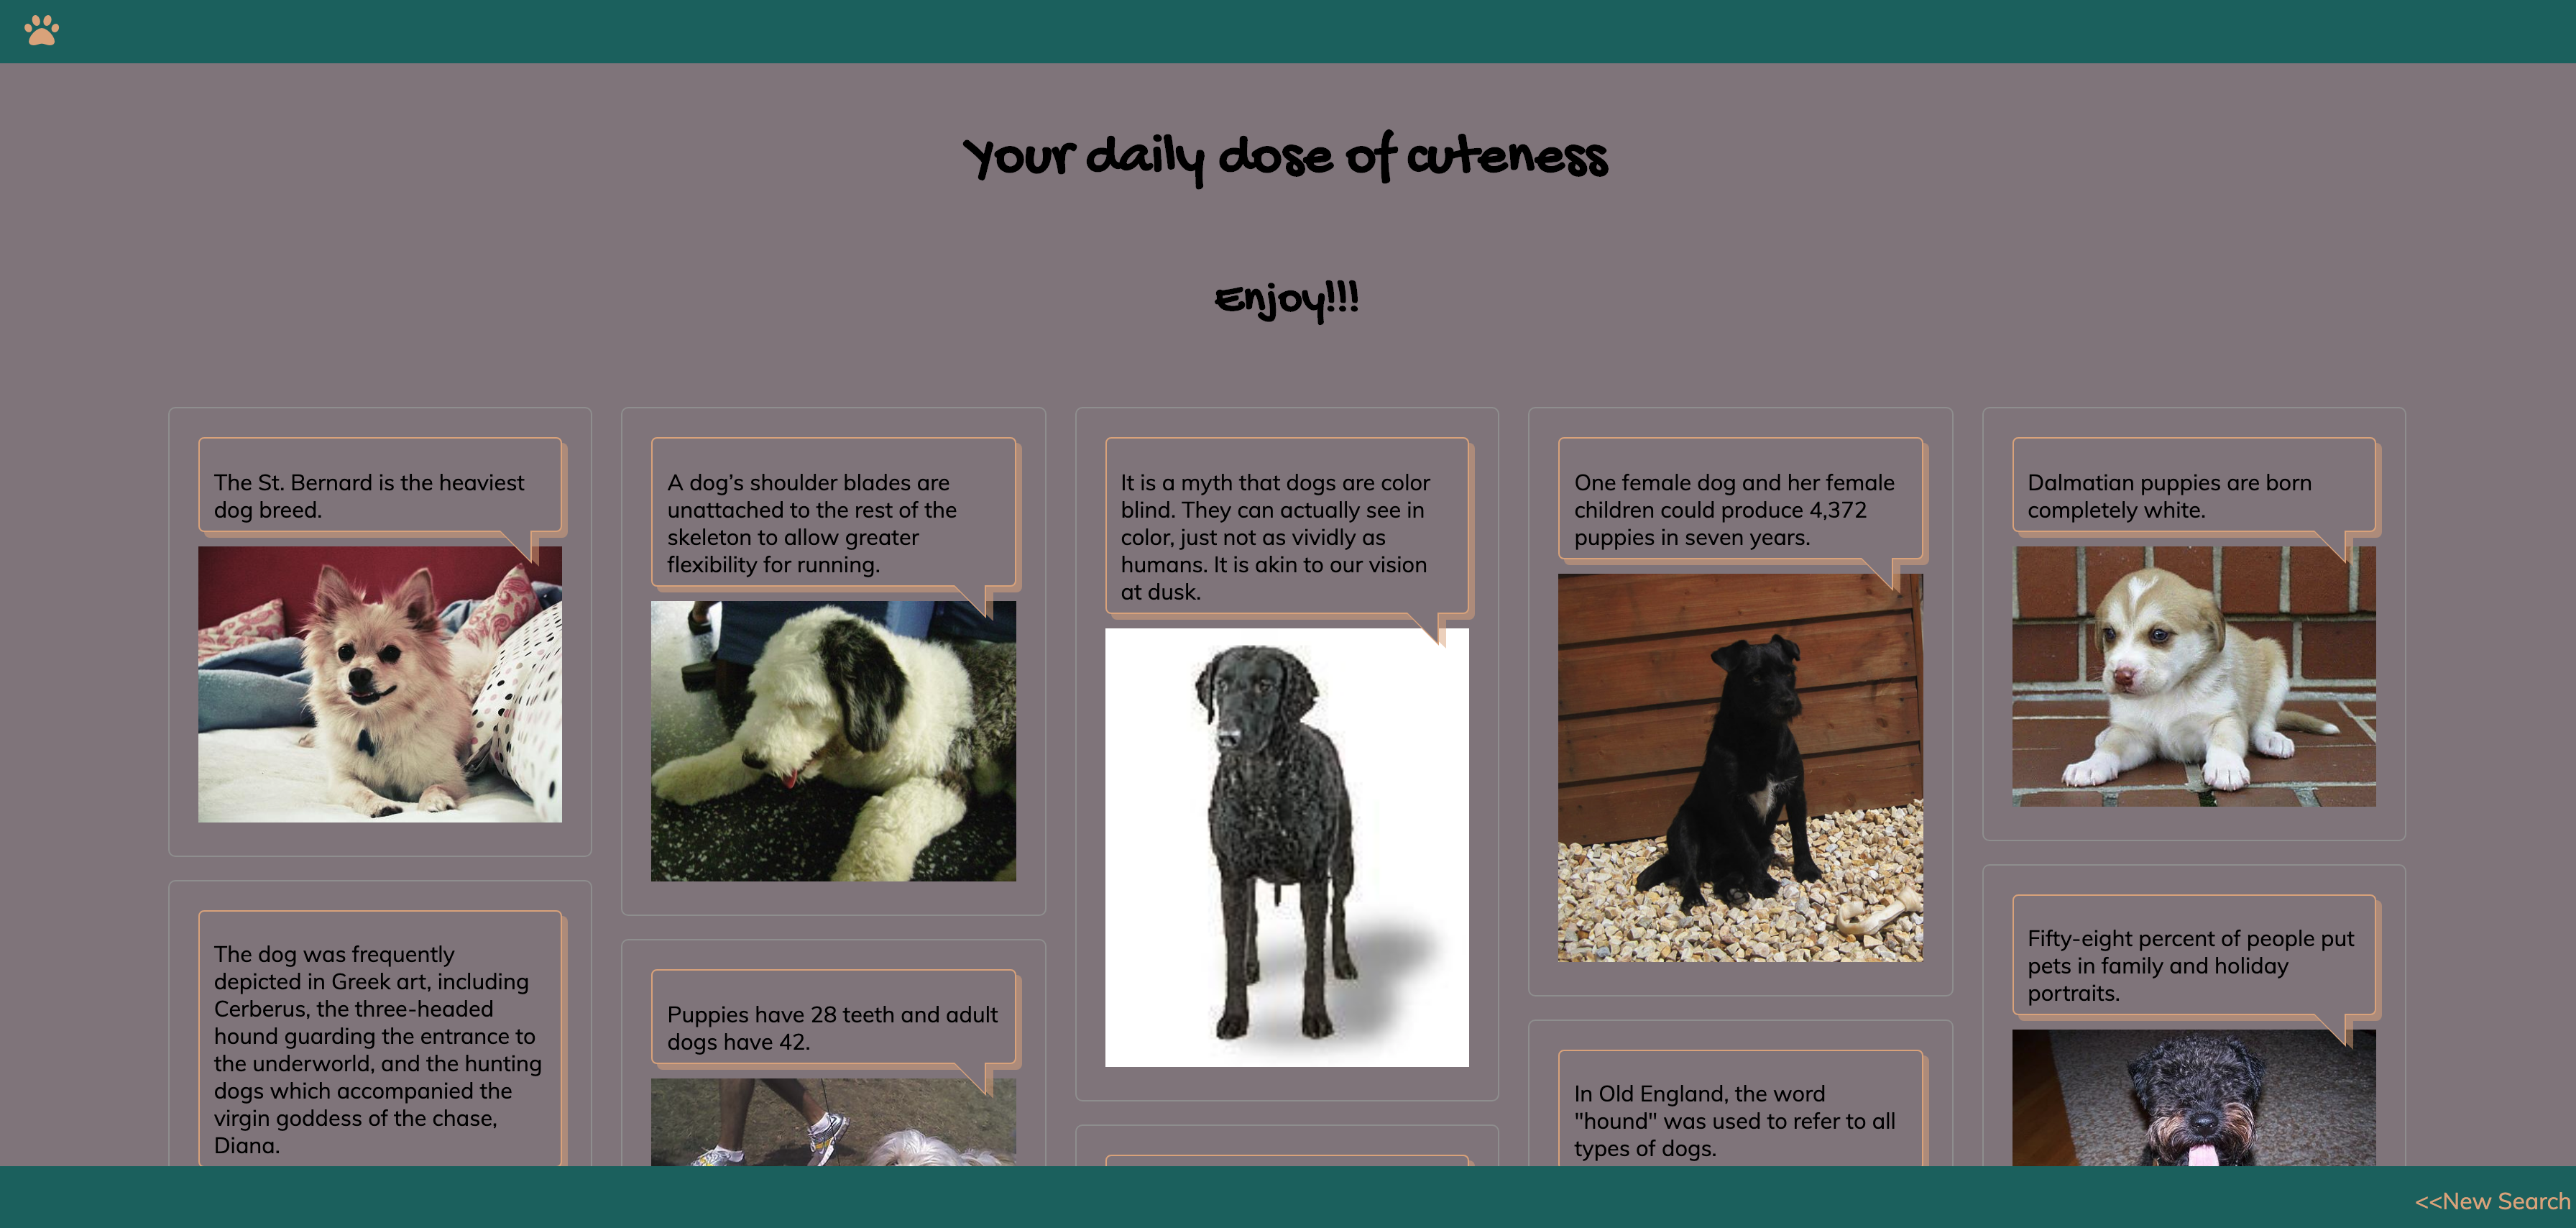 Your daily dose of cuteness
Enjoy!!!
The St. Bernard is the heaviest
dog breed.
A dog’s shoulder blades are
unattached to the rest of the
skeleton to allow greater
flexibility for running.
It is a myth that dogs are color
blind. They can actually see in
color, just not as vividly as
humans. It is akin to our vision
at dusk.
One female dog and her female
children could produce 4,372
puppies in seven years.
Dalmatian puppies are born
completely white.
The dog was frequently
depicted in Greek art, including
Cerberus, the three-headed
hound guarding the entrance to
the underworld, and the hunting
dogs which accompanied the
virgin goddess of the chase,
Diana.
Puppies have 28 teeth and adult
dogs have 42.
In Old England, the word
"hound" was used to refer to all
types of dogs.
Fifty-eight percent of people put
pets in family and holiday
portraits.
<<New Search